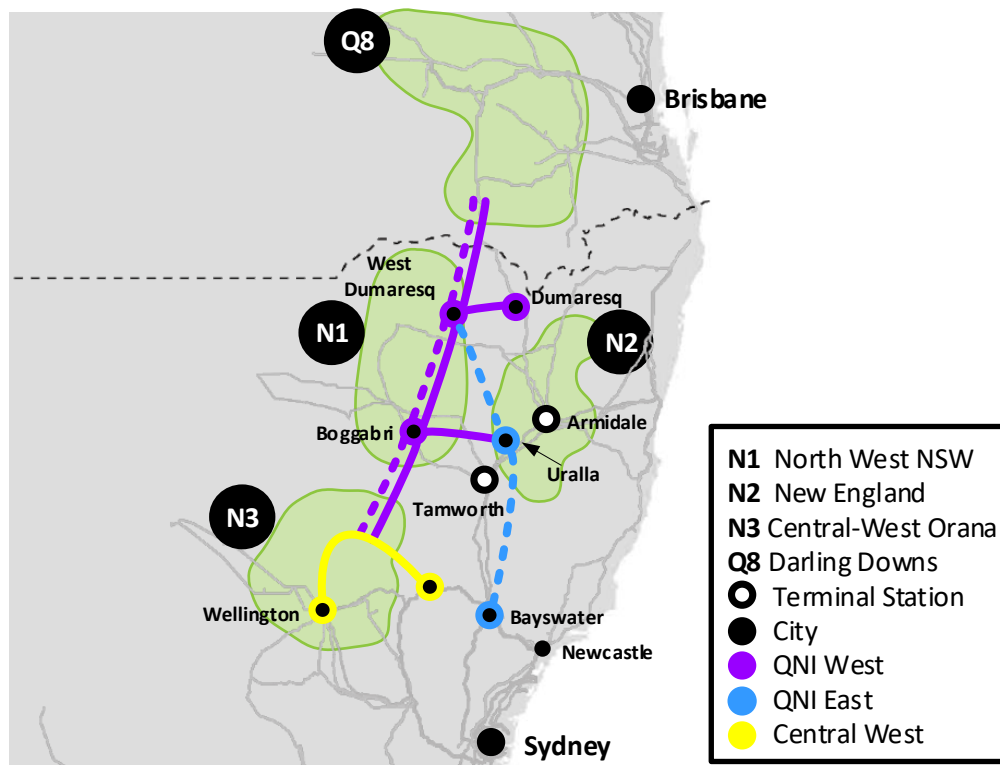 Q8
Brisbane
West
Dumaresq
Dumaresq
N1
N2
Boggabri
Armidale
Uralla
Tamworth
N3
Wellington
Bayswater
Newcastle
Sydney
N1 North West NSW
N2 New England
N3 Central-West Orana
Q8 Darling Downs
Terminal Station
City
QNI West
QNI East
Central West